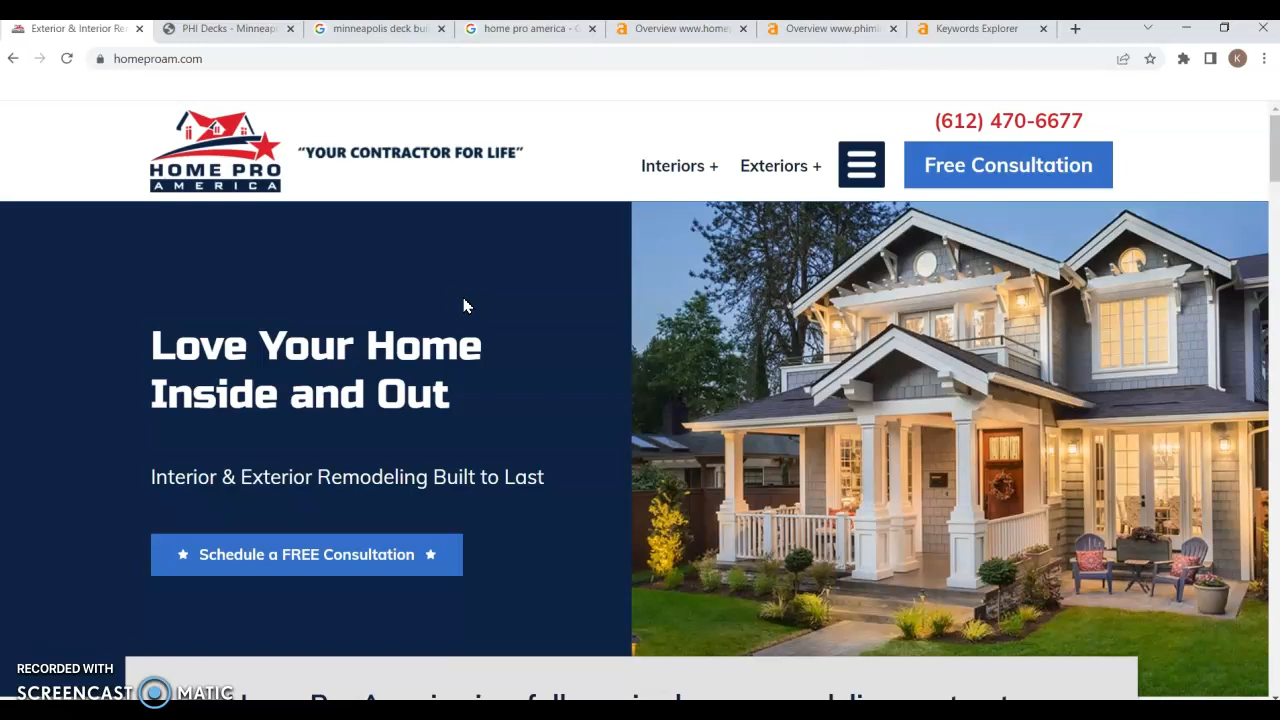 Exterior & Interior Re
PHI Decks - Minneap
minneapolis deck bui
home pro america - G
Overview www.homep
Overview www.phimi
Keywords Explorer
homeproam.com
K
HOME PRO
AMERICA
“YOUR CONTRACTOR FOR LIFE”
(612) 470-6677
Interiors +
Exteriors +
Free Consultation
Love Your Home
Inside and Out
Interior & Exterior Remodeling Built to Last
Schedule a FREE Consultation
RECORDED WITH
SCREENCAST MATIC